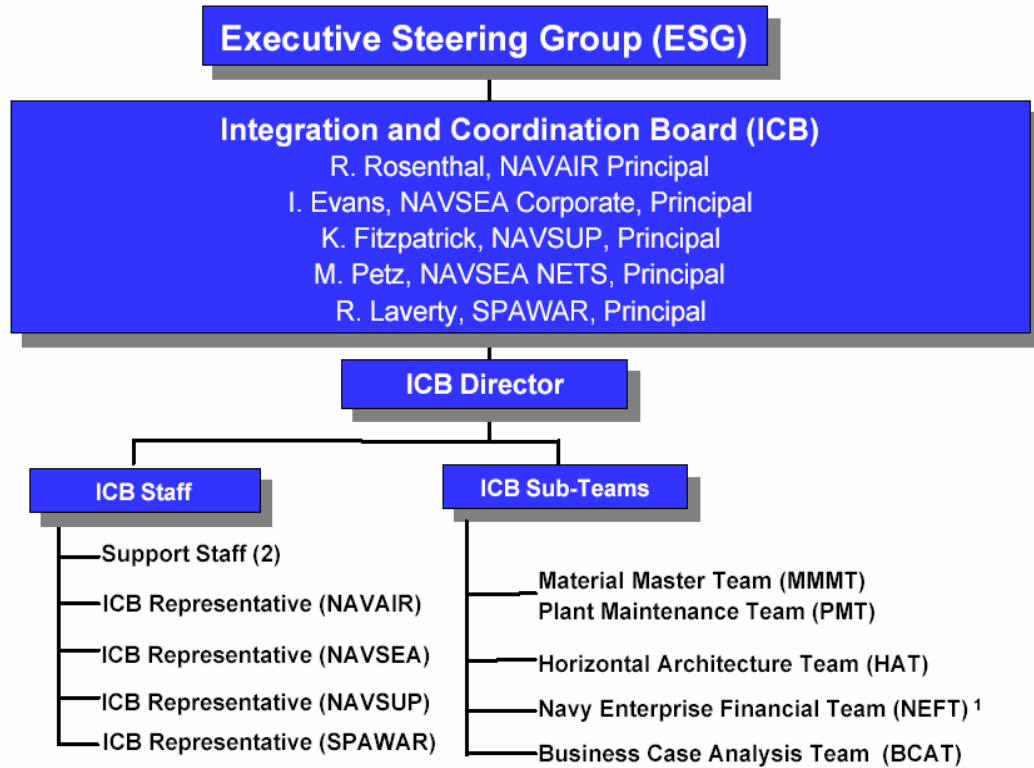 Executive Steering Group (ESG)
Integration and Coordination Board (ICB)
R. Rosenthal, NAVAIR Principal
I. Evans, NAVSEA Corporate, Principal
K. Fitzpatrick, NAVSUP, Principal
M. Petz, NAVSEA NETS, Principal
R. Laverty, SPAWAR, Principal
ICB Director
ICB Staff
Support Staff (2)
ICB Representative (NAVAIR)
ICB Representative (NAVSEA)
ICB Representative (NAVSUP)
ICB Representative (SPAWAR)
ICB Sub-Teams
Material Master Team (MMMT)
Plant Maintenance Team (PMT)
Horizontal Architecture Team (HAT)
Navy Enterprise Financial Team (NEFT) ¹
Business Case Analysis Team (BCAT)